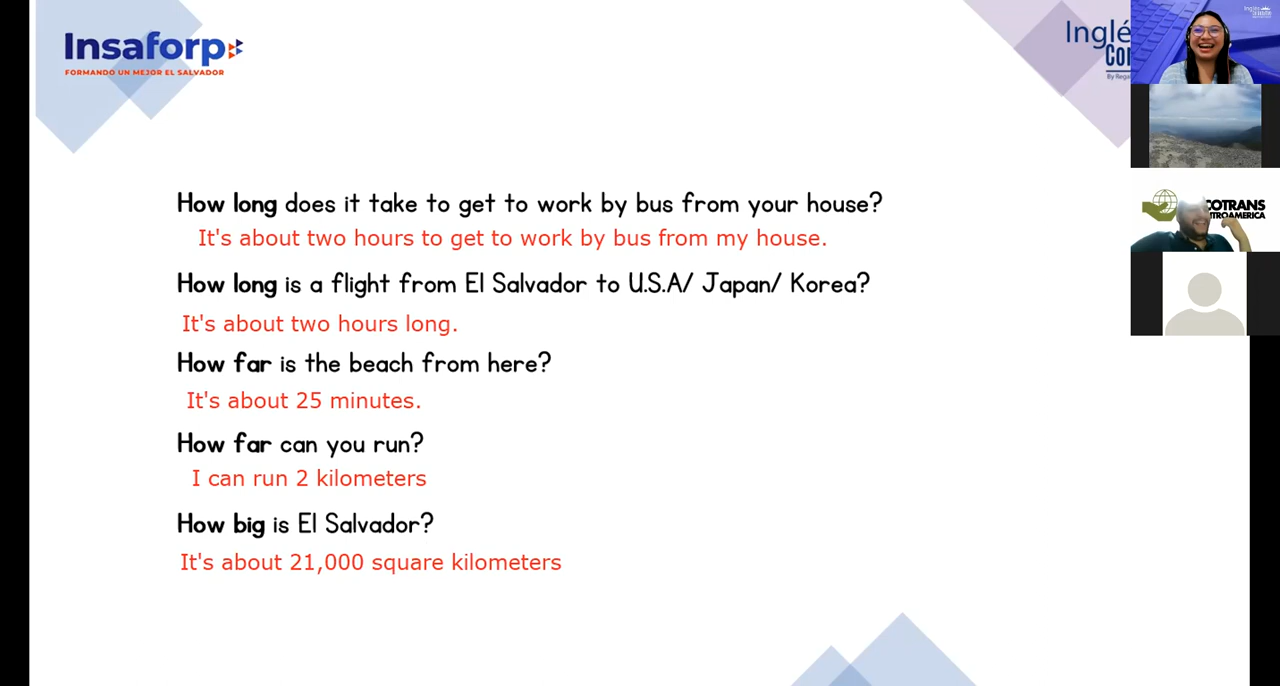 Insaforp
FORMANDO UN MEJOR EL SALVADOR
How long does it take to get to work by bus from your house?
It's about two hours to get to work by bus from my house.
How long is a flight from El Salvador to U.S.A/ Japan/ Korea?
It's about two hours long.
How far is the beach from here?
It's about 25 minutes.
How far can you run?
I can run 2 kilometers
How big is El Salvador?
It's about 21,000 square kilometers